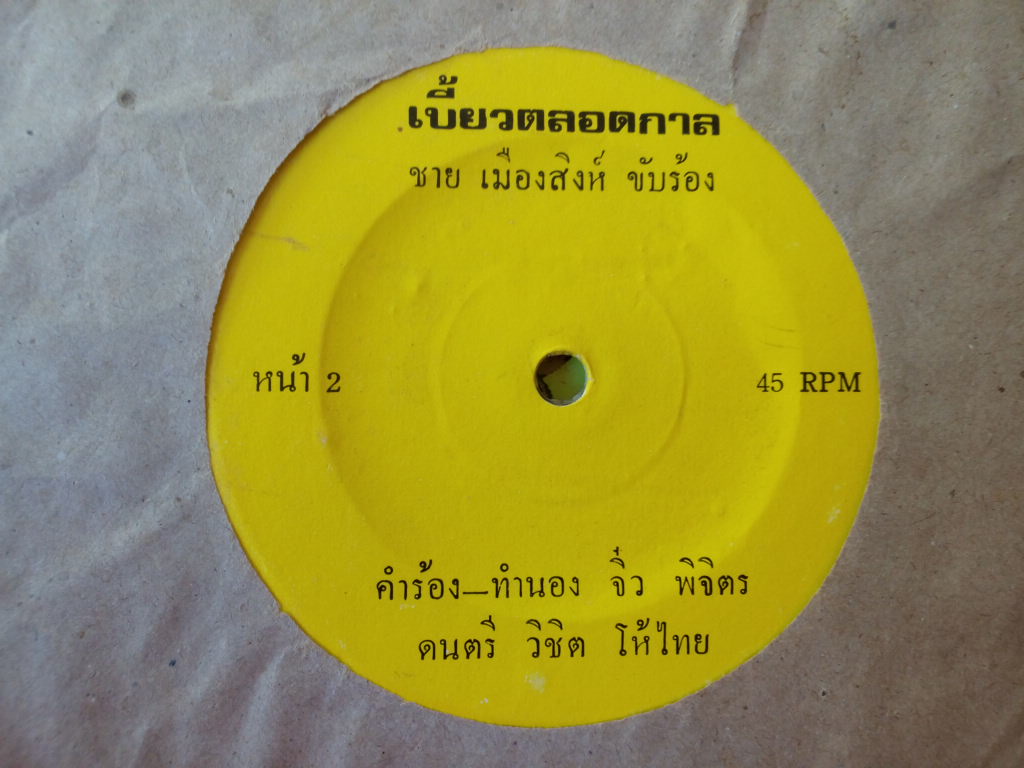 เบี้ยวตลอดกาล
ชาย เมืองสิงห์ ขับร้อง
หน้า 2
45 RPM
คำร้อง—ทำนอง จิ๋ว พิจิตร
ดนตรี วิชิต โห้ไทย